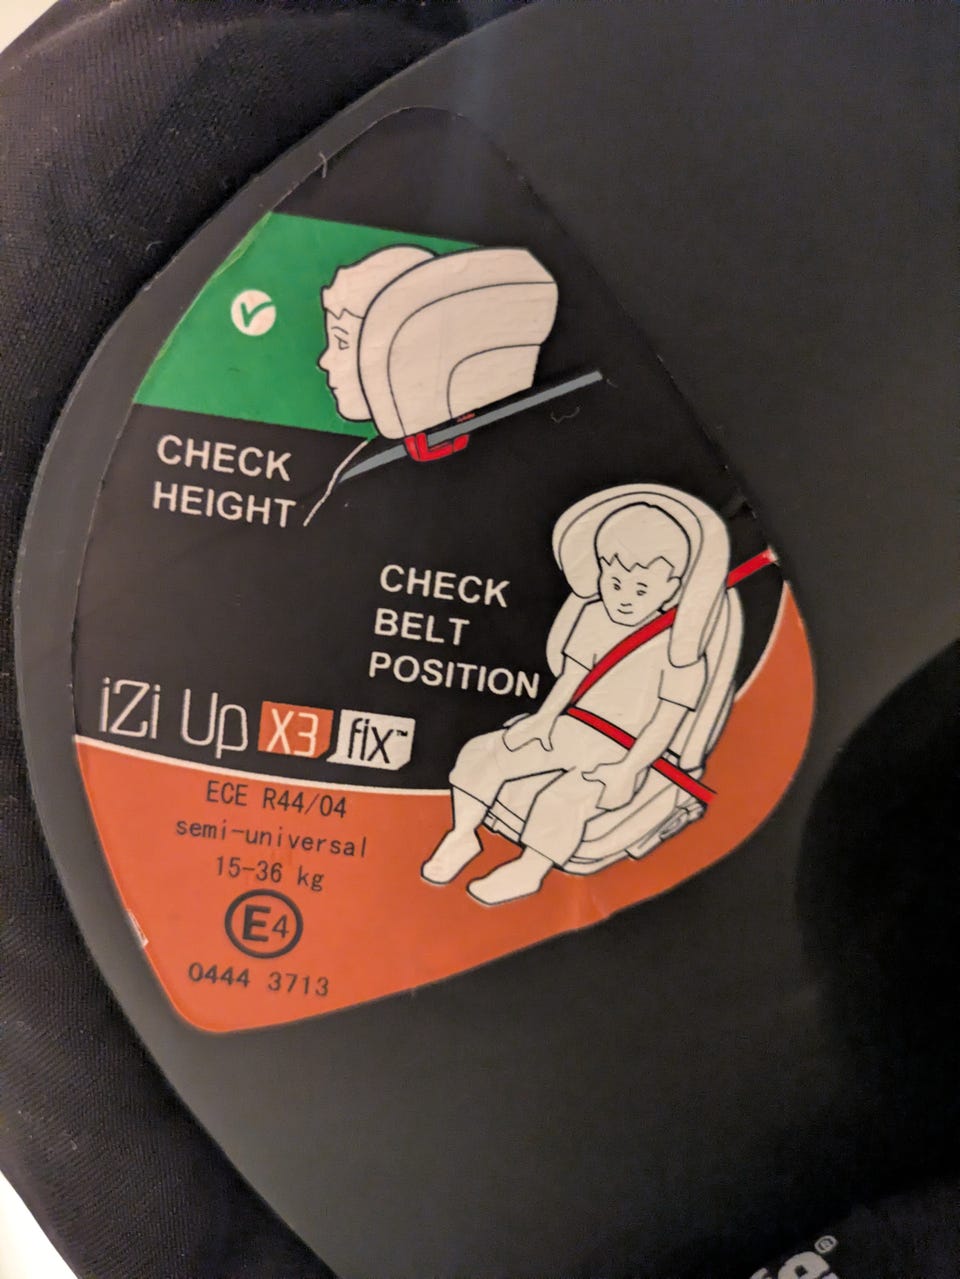 CHECK
HEIGHT
CHECK
BELT
POSITION
iZi Up X3 fix™
ECE R44/04
semi-universal
15-36 kg
E4
0444 3713